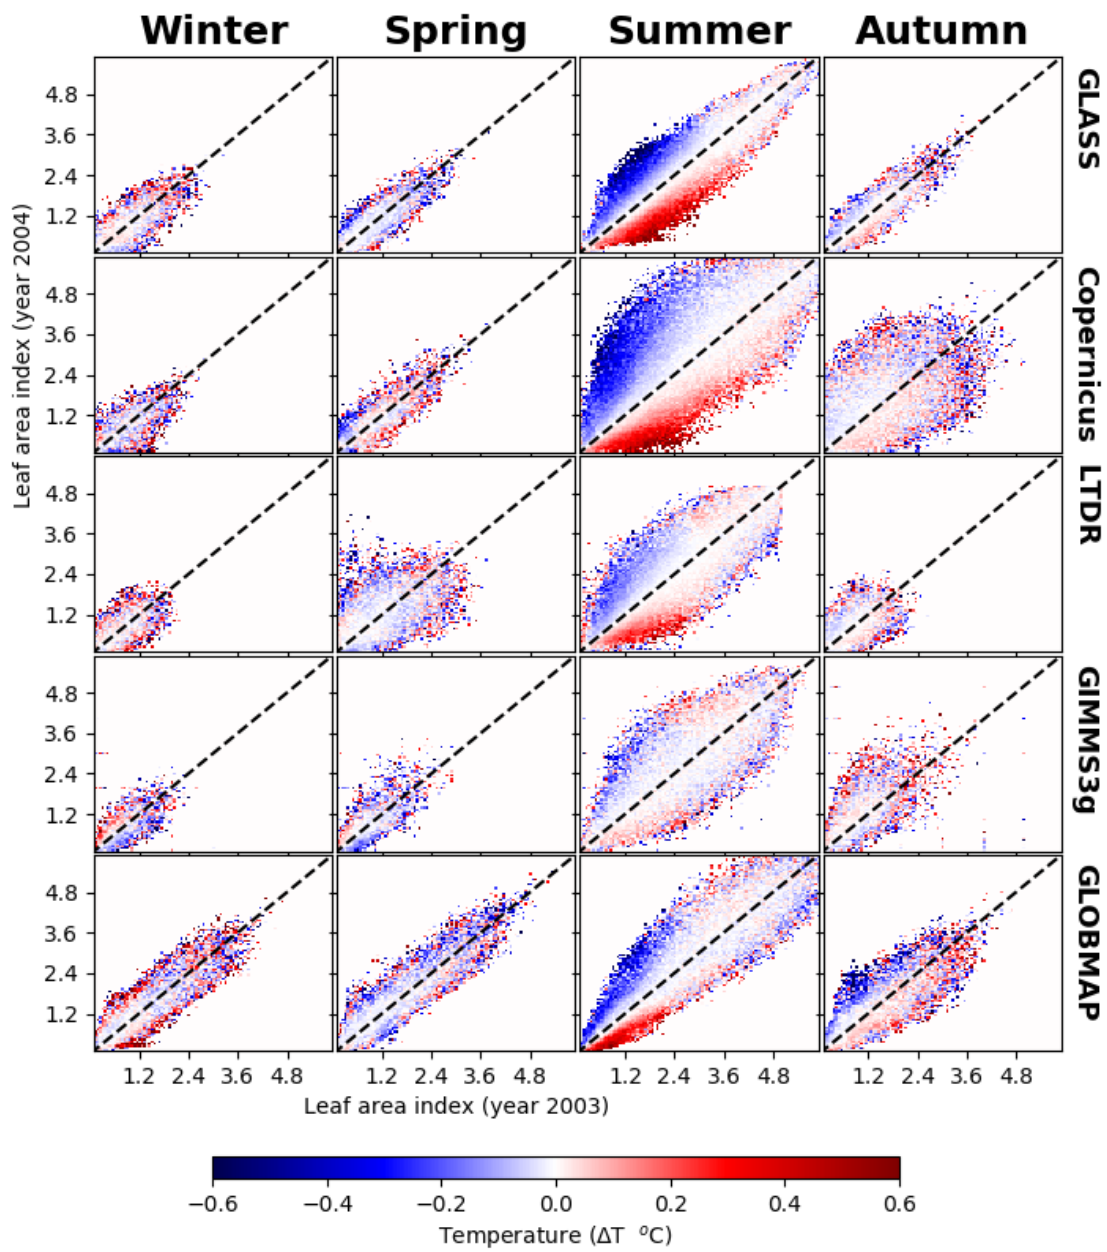 Winter Spring Summer Autumn
4.8
3.6
2.4
1.2
GLASS
4.8
3.6
2.4
1.2
Copernicus
Leaf area index (year 2004)
4.8
3.6
2.4
1.2
LTDR
4.8
3.6
2.4
1.2
GIMMS3g
4.8
3.6
2.4
1.2
GLOBMAP
1.2 2.4 3.6 4.8 1.2 2.4 3.6 4.8 1.2 2.4 3.6 4.8 1.2 2.4 3.6 4.8
Leaf area index (year 2003)
−0.6 −0.4 −0.2 0.0 0.2 0.4 0.6
Temperature (ΔT °C)